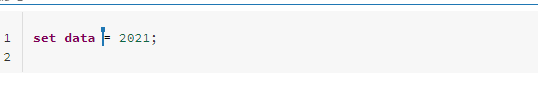 1 set data = 2021;
2